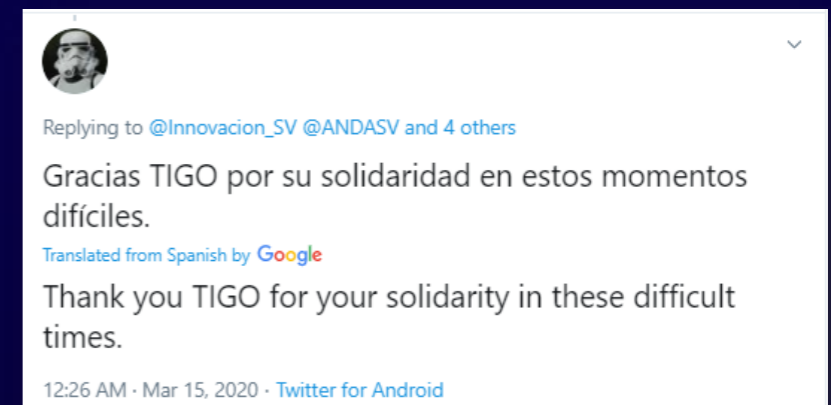 Replying to @Innovacion_SV @ANDASV and 4 others
Gracias TIGO por su solidaridad en estos momentos
difíciles.
Translated from Spanish by Google
Thank you TIGO for your solidarity in these difficult
times.
12:26 AM · Mar 15, 2020 · Twitter for Android